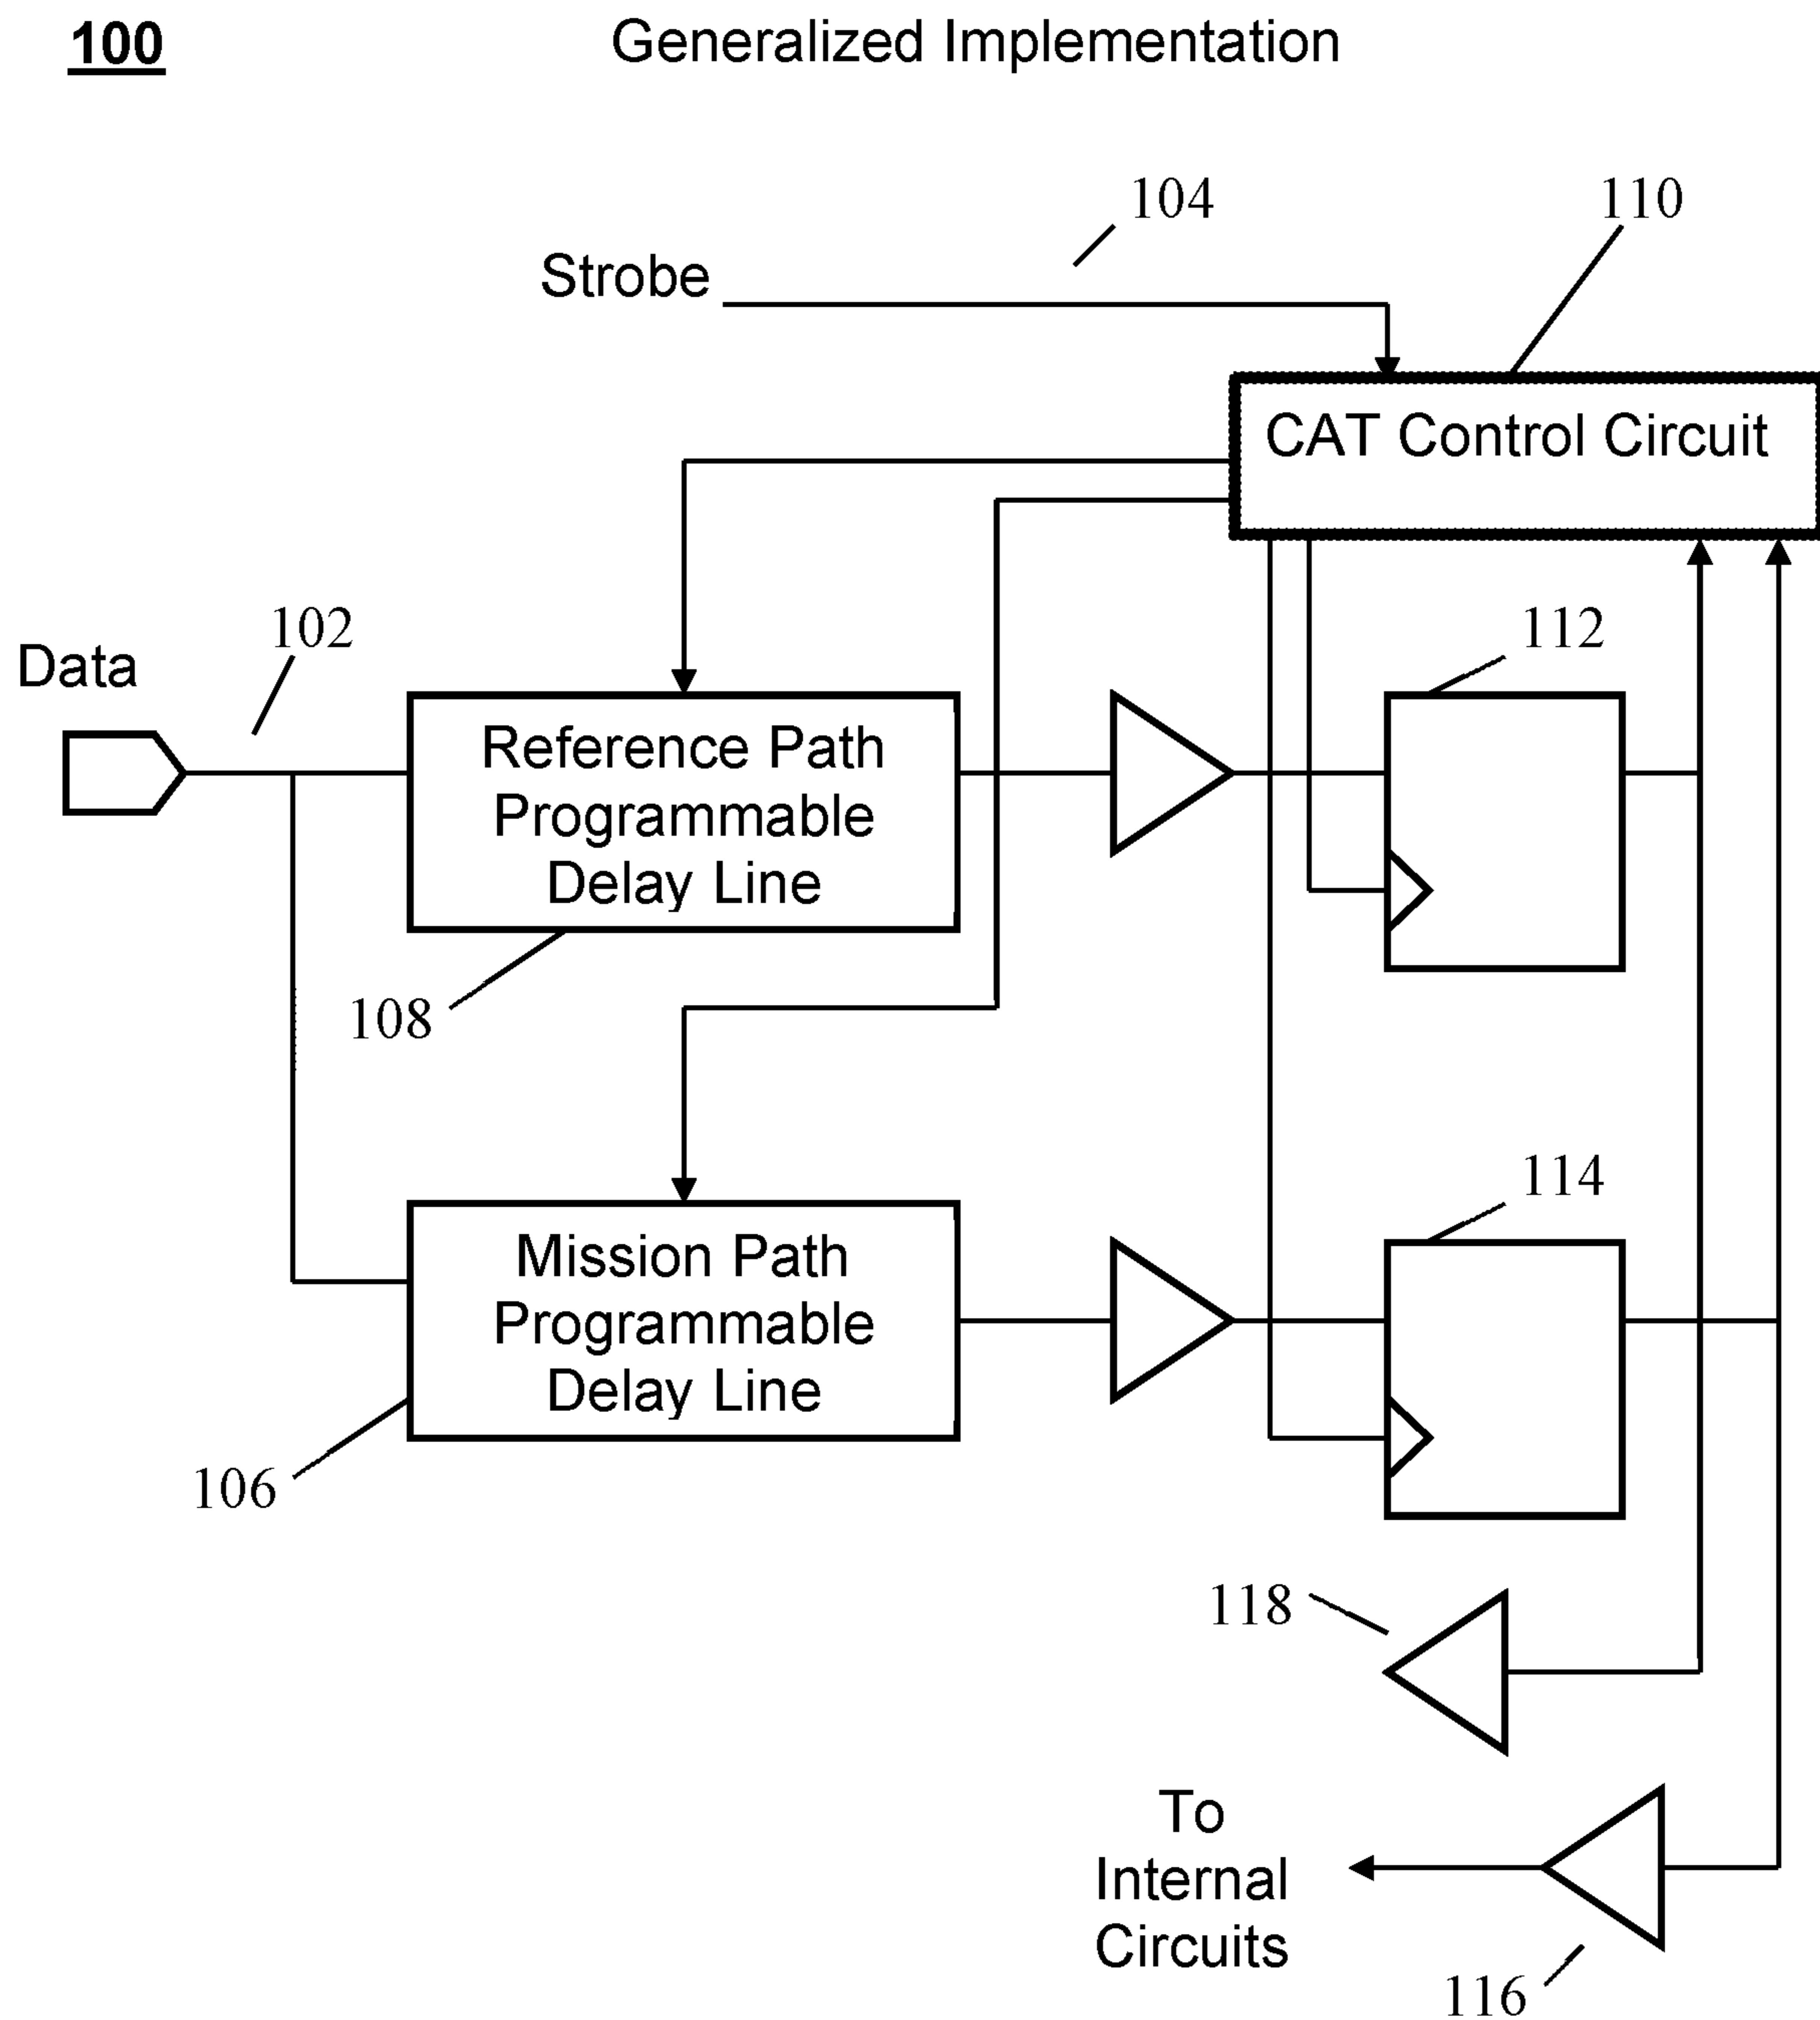 100
Generalized Implementation
104
110
Strobe
CAT Control Circuit
102
112
Data
Reference Path
Programmable
Delay Line
108
114
Mission Path
Programmable
Delay Line
106
118
To
Internal
Circuits
116